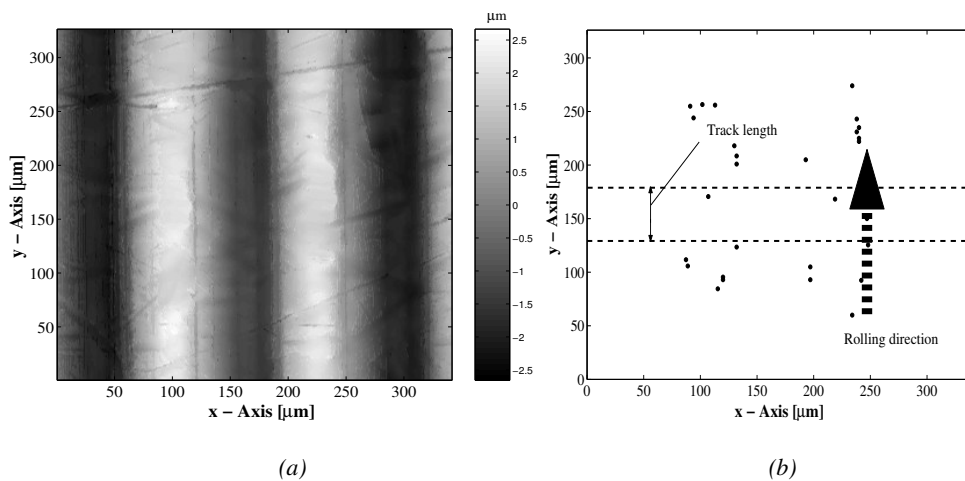 μm
300
250
200
150
100
50
y − Axis [μm]
50 100 150 200 250 300
x − Axis [μm]
2.5
2
1.5
1
0.5
0
−0.5
−1
−1.5
−2
−2.5
(a)
300
250
200
150
100
50
0
y − Axis [μm]
Track length
Rolling direction
0 50 100 150 200 250 300
x − Axis [μm]
(b)